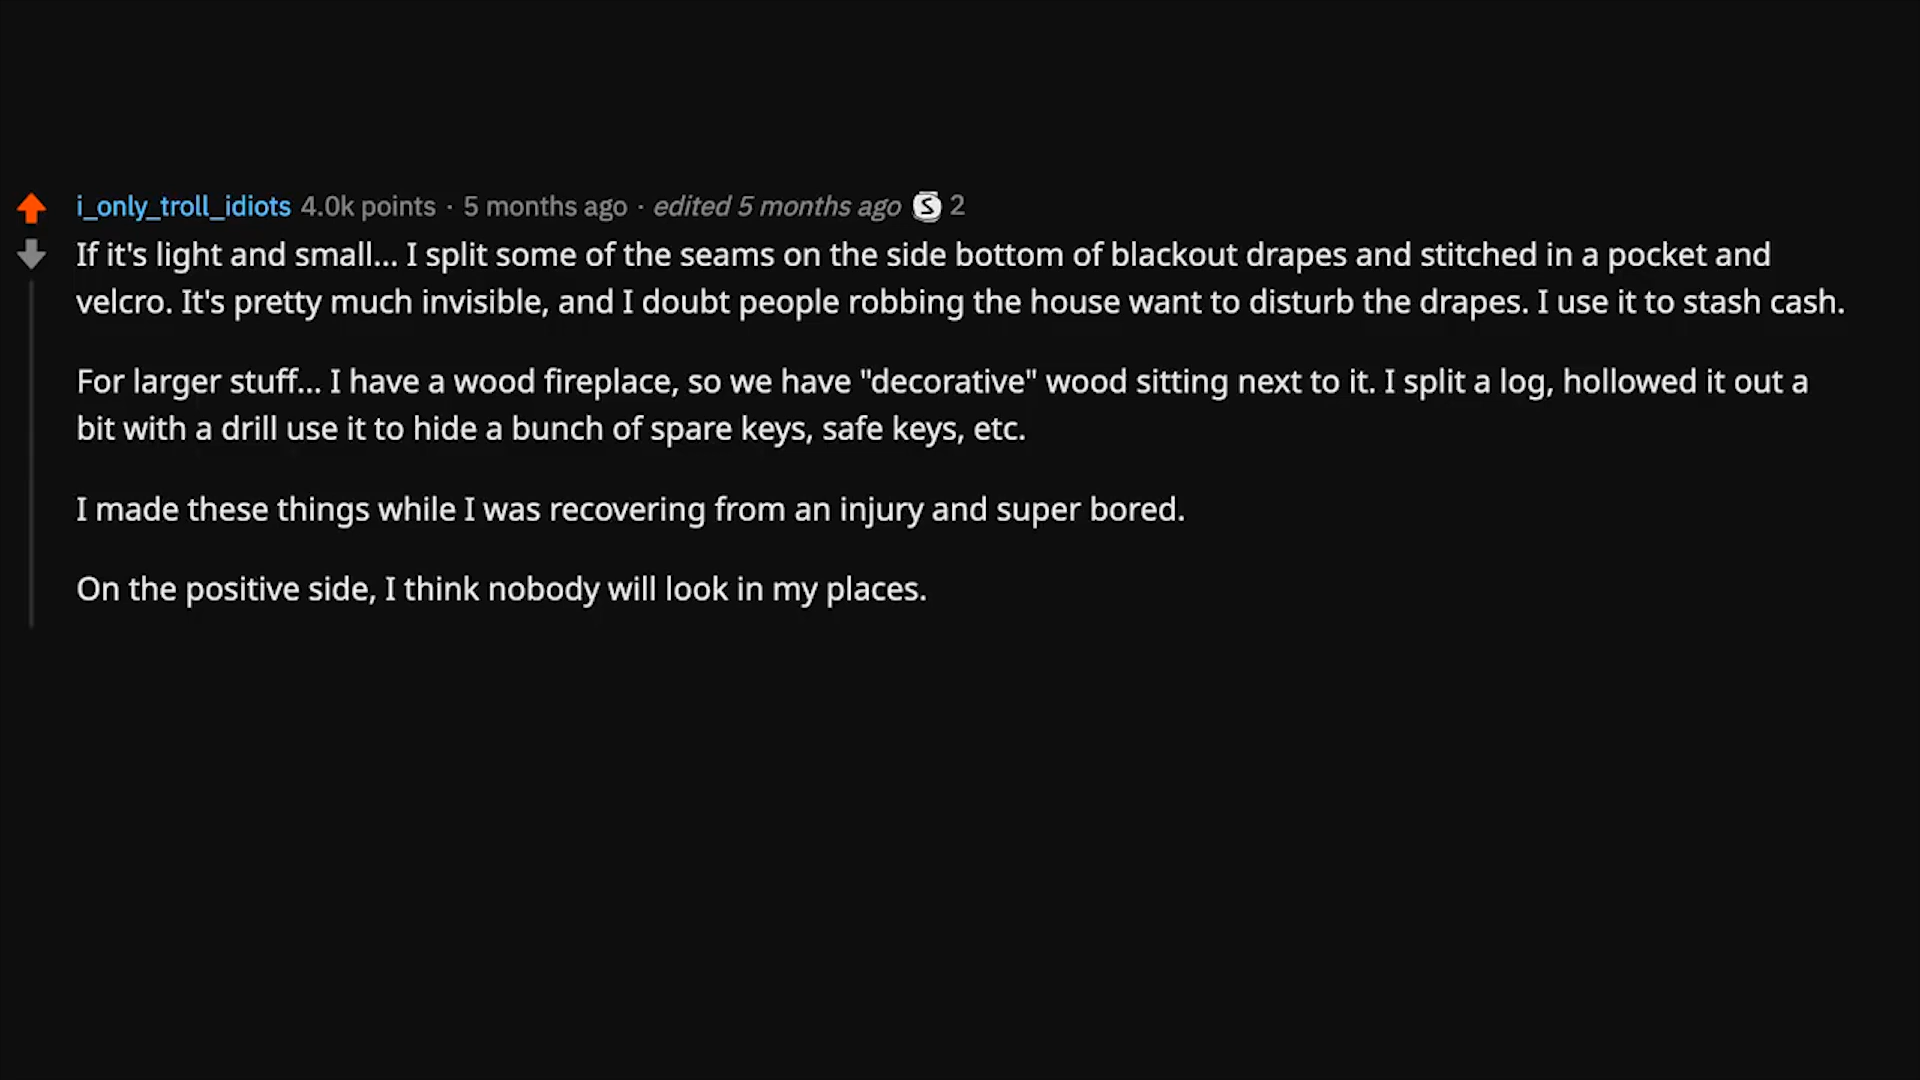 i_only_troll_idiots 4.0k points · 5 months ago · edited 5 months ago S 2
If it's light and small... I split some of the seams on the side bottom of blackout drapes and stitched in a pocket and
velcro. It's pretty much invisible, and I doubt people robbing the house want to disturb the drapes. I use it to stash cash.
For larger stuff... I have a wood fireplace, so we have "decorative" wood sitting next to it. I split a log, hollowed it out a
bit with a drill use it to hide a bunch of spare keys, safe keys, etc.
I made these things while I was recovering from an injury and super bored.
On the positive side, I think nobody will look in my places.